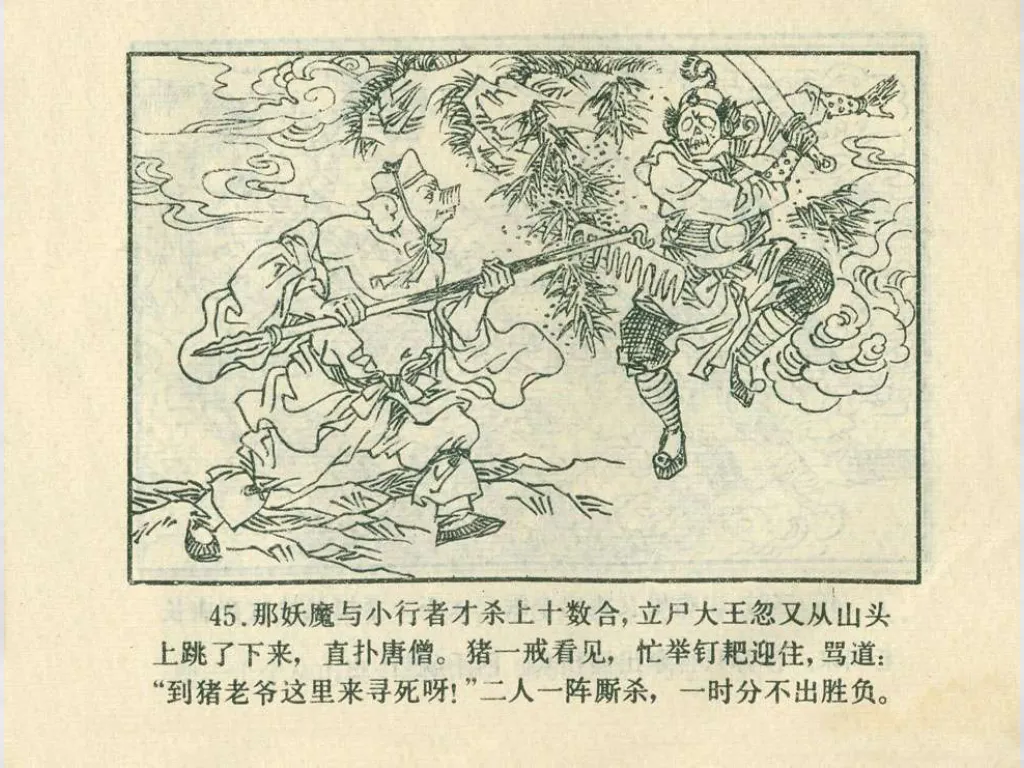 45.那妖魔与小行者才杀上十数合,立尸大王忽又从山头
上跳了下来，直扑唐僧。猪一戒看见，忙举钉耙迎住,骂道:
“到猪老爷这里来寻死呀!”二人一阵厮杀，一时分不出胜负。